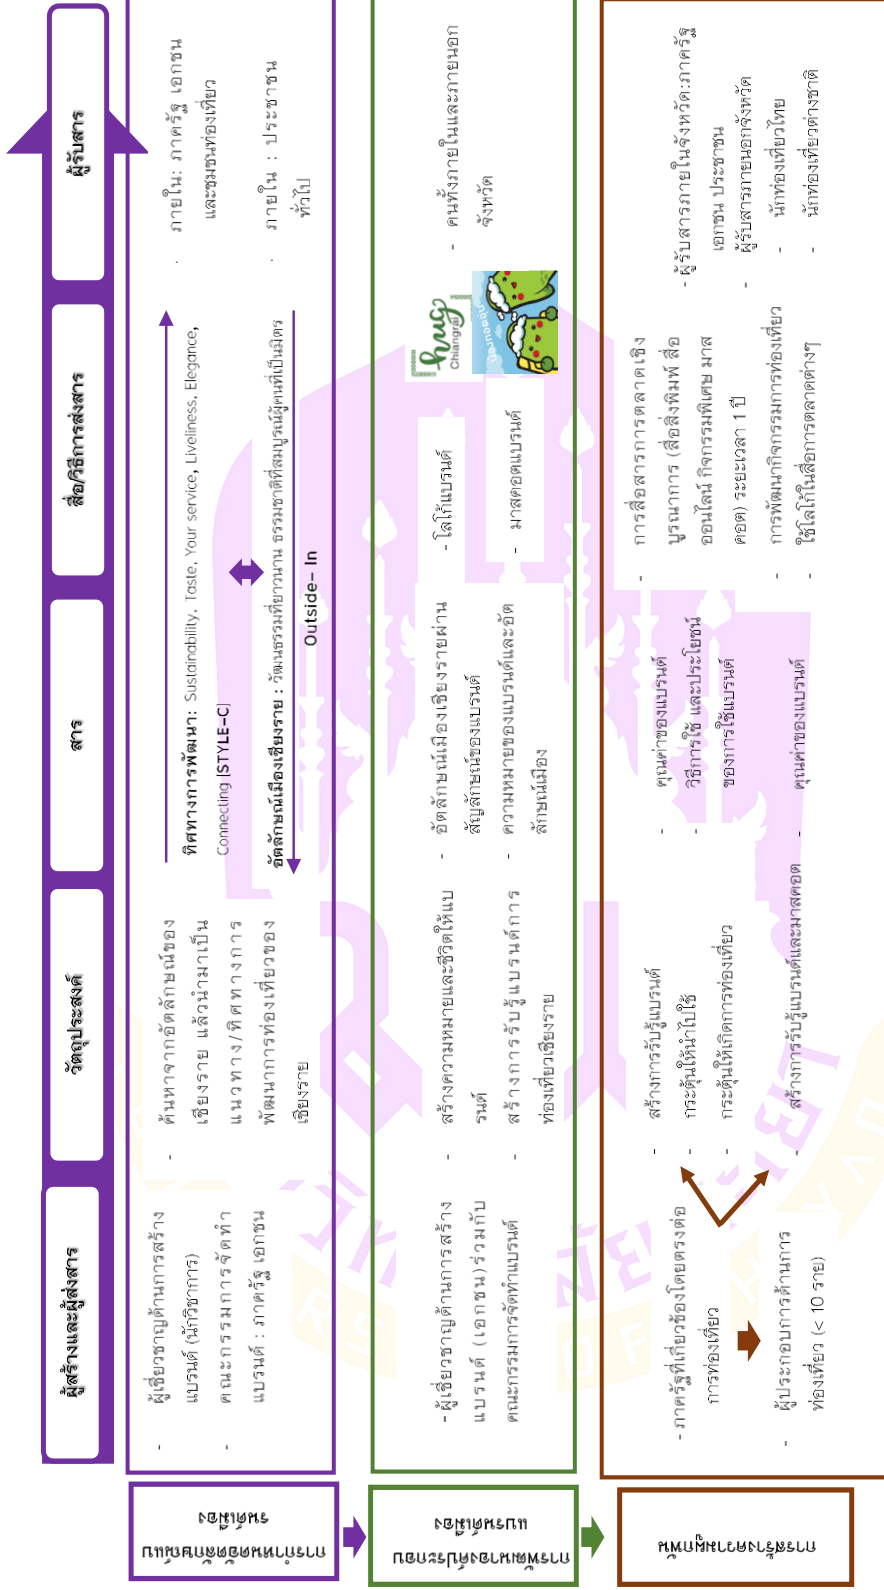 ผู้สร้างและผู้ส่งสาร
วัตถุประสงค์
สาร
สื่อ/วิธีการส่งสาร
ผู้รับสาร
การกำหนดอัตลักษณ์แบ
รนด์เมือง
- ผู้เชี่ยวชาญด้านการสร้าง
แบรนด์ (นักวิชาการ)
- คณะกรรมการจัดทำ
แบรนด์ : ภาครัฐ เอกชน
- ค้นหาจากอัตลักษณ์ของ
เชียงราย แล้วนำมาเป็น
แนวทาง/ทิศทางการ
พัฒนาการท่องเที่ยวของ
เชียงราย
ทิศทางการพัฒนา: Sustainability, Taste, Your service, Liveliness, Elegance,
Connecting [STYLE-C]
อัตลักษณ์เมืองเชียงราย : วัฒนธรรมที่ยาวนาน ธรรมชาติที่สมบูรณ์ผู้คนที่เป็นมิตร
Outside- In
. ภายใน: ภาครัฐ เอกชน
และชุมชนท่องเที่ยว
. ภายใน : ประชาชน
ทั่วไป
การพัฒนาองค์ประกอบ
แบรนด์เมือง
- ผู้เชี่ยวชาญด้านการสร้าง
แบรนด์ (เอกชน) ร่วมกับ
คณะกรรมการจัดทำแบรนด์
- สร้างความหมายและชีวิตให้แบ
รนด์
- สร้างการรับรู้แบรนด์การ
ท่องเที่ยวเชียงราย
- อัตลักษณ์เมืองเชียงรายผ่าน
สัญลักษณ์ของแบรนด์
- ความหมายของแบรนด์และอัต
ลักษณ์เมือง
- โลโก้แบรนด์
- มาสคอตแบรนด์
hug
Chiangrai
- คนทั้งภายในและภายนอก
จังหวัด
การสร้างความผูกพัน
- ภาครัฐที่เกี่ยวข้องโดยตรงต่อ
การท่องเที่ยว
- ผู้ประกอบการด้านการ
ท่องเที่ยว (< 10 ราย)
- สร้างการรับรู้แบรนด์
- กระตุ้นให้นำไปใช้
- กระตุ้นให้เกิดการท่องเที่ยว
- สร้างการรับรู้แบรนด์และมาสคอต
- คุณค่าของแบรนด์
- วิธีการใช้ และประโยชน์
ของการใช้แบรนด์
- คุณค่าของแบรนด์
- การสื่อสารการตลาดเชิง
บูรณาการ (สื่อสิ่งพิมพ์ สื่อ
ออนไลน์ กิจกรรมพิเศษ มาส
คอต) ระยะเวลา 1 ปี
- การพัฒนากิจกรรมการท่องเที่ยว
- ใช้โลโก้ในสื่อการตลาดต่างๆ
- ผู้รับสารภายในจังหวัด:ภาครัฐ
เอกชน ประชาชน
- ผู้รับสารภายนอกจังหวัด
- นักท่องเที่ยวไทย
- นักท่องเที่ยวต่างชาติ